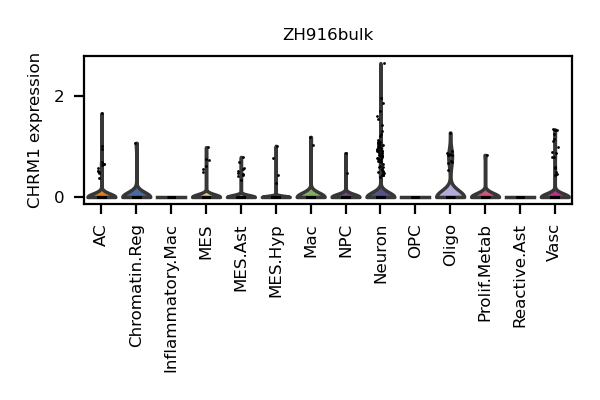 ZH916bulk
CHRM1 expression
2
0
AC
Chromatin.Reg
Inflammatory.Mac
MES
MES.Ast
MES.Hyp
Mac
NPC
Neuron
OPC
Oligo
Prolif.Metab
Reactive.Ast
Vasc